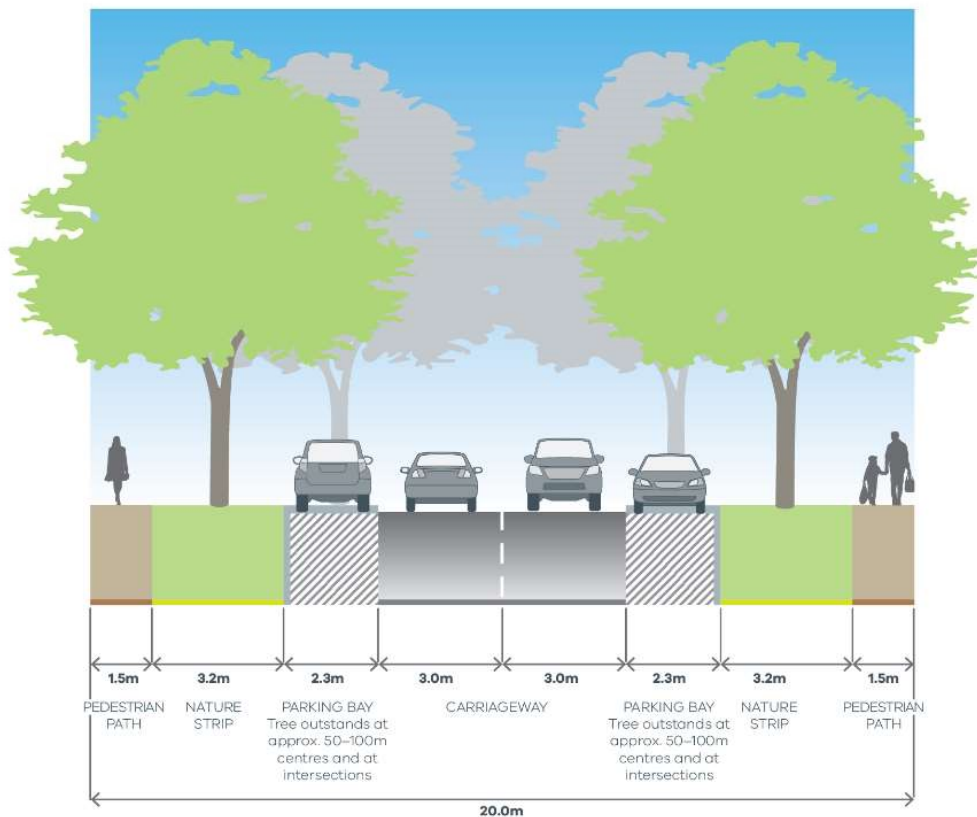 1.5m 3.2m 2.3m 3.0m 3.0m 2.3m 3.2m 1.5m
PEDESTRIAN PATH
NATURE STRIP
PARKING BAY
Tree outstands at
approx. 50–100m
centres and at
intersections
CARRIAGEWAY
PARKING BAY
Tree outstands at
approx. 50–100m
centres and at
intersections
NATURE STRIP
PEDESTRIAN PATH
20.0m